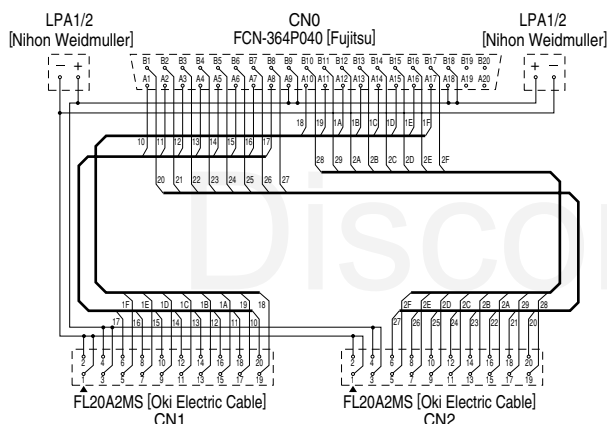 LPA1/2 CN0 LPA1/2
[Nihon Weidmuller] FCN-364P040 [Fujitsu] [Nihon Weidmuller]
B1 B2 B3 B4 B5 B6 B7 B8 B9 B10 B11 B12 B13 B14 B15 B16 B17 B18 B19 B20
− + + −
A1 A2 A3 A4 A5 A6 A7 A8 A9 A10 A11 A12 A13 A14 A15 A16 A17 A18 A19 A20
18 19 1A 1B 1C 1D 1E 1F
10 11 12 13 14 15 16 17
28 29 2A 2B 2C 2D 2E 2F
20 21 22 23 24 25 26 27
Discon
1F 1E 1D 1C 1B 1A 19 18
2F 2E 2D 2C 2B 2A 29 28
17 16 15 14 13 12 11 10
27 26 25 24 23 22 21 20
2 4 6 8 10 12 14 16 18 20
2 4 6 8 10 12 14 16 18 20
1 3 5 7 9 11 13 15 17 19
1 3 5 7 9 11 13 15 17 19
FL20A2MS [Oki Electric Cable] FL20A2MS [Oki Electric Cable]
CN1 CN2